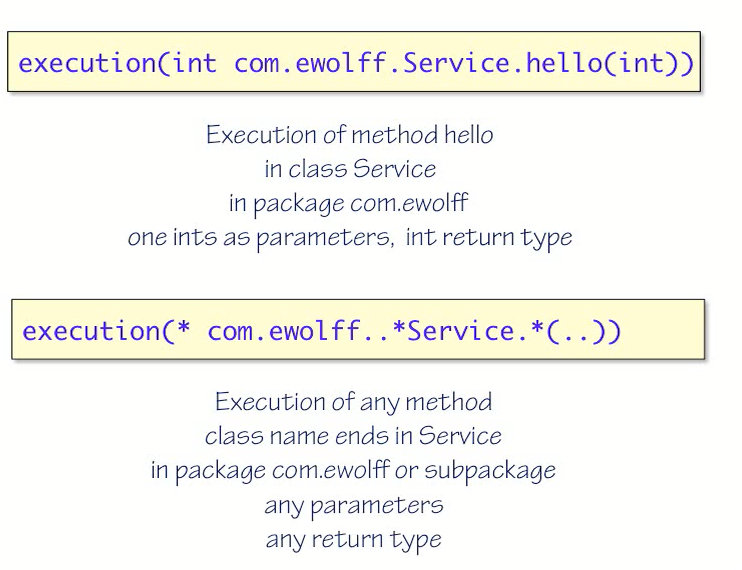 execution(int com.ewolff.Service.hello(int))
Execution of method hello
in class Service
in package com.ewolff
one ints as parameters, int return type
execution(* com.ewolff..*Service.*(..))
Execution of any method
class name ends in Service
in package com.ewolff or subpackage
any parameters
any return type